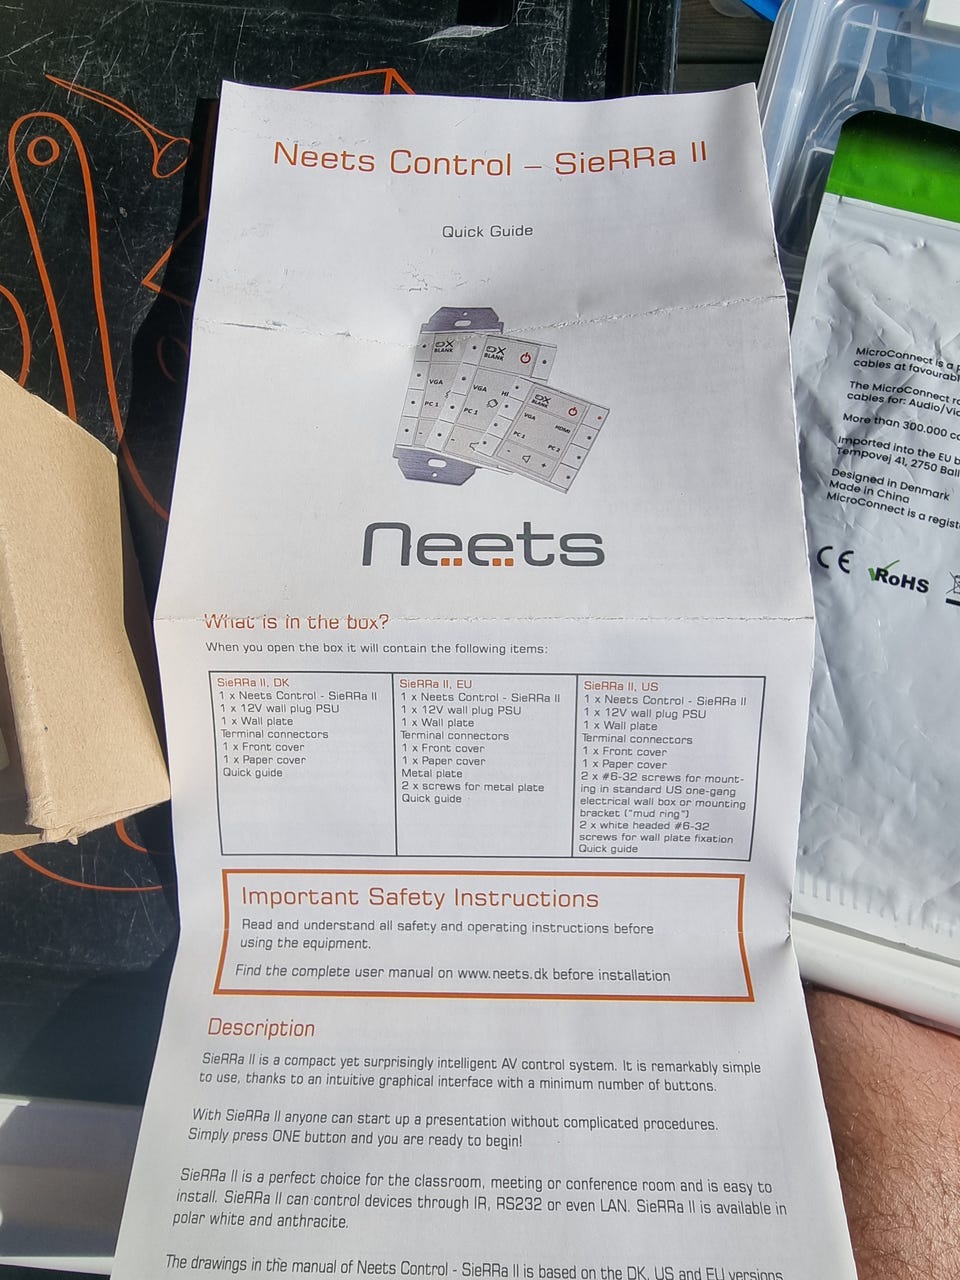 Neets Control – SieRRa II
Quick Guide
BLANK
VGA
PC 1
-
BLANK
VGA
PC 1
-
BLANK
VGA
HDMI
PC 1
PC 2
- +
Neets
What is in the box?
When you open the box it will contain the following items:
SieRRa II, DK
1 x Neets Control - SieRRa II
1 x 12V wall plug PSU
1 x Wall plate
Terminal connectors
1 x Front cover
1 x Paper cover
Quick guide
SieRRa II, EU
1 x Neets Control - SieRRa II
1 x 12V wall plug PSU
1 x Wall plate
Terminal connectors
1 x Front cover
1 x Paper cover
Metal plate
2 x screws for metal plate
Quick guide
SieRRa II, US
1 x Neets Control - SieRRa II
1 x 12V wall plug PSU
1 x Wall plate
Terminal connectors
1 x Front cover
1 x Paper cover
2 x #6-32 screws for mount-
ing in standard US one-gang
electrical wall box or mounting
bracket ("mud ring")
2 x white headed #6-32
screws for wall plate fixation
Quick guide
Important Safety Instructions
Read and understand all safety and operating instructions before
using the equipment.
Find the complete user manual on www.neets.dk before installation
Description
SieRRa II is a compact yet surprisingly intelligent AV control system. It is remarkably simple
to use, thanks to an intuitive graphical interface with a minimum number of buttons.
With SieRRa II anyone can start up a presentation without complicated procedures.
Simply press ONE button and you are ready to begin!
SieRRa II is a perfect choice for the classroom, meeting or conference room and is easy to
install. SieRRa II can control devices through IR, RS232 or even LAN. SieRRa II is available in
polar white and anthracite.
The drawings in the manual of Neets Control - SieRRa II is based on the DK, US and EU versions
MicroConnect is a
cables at favourabl
The MicroConnect
cables for: Audio/Vi
More than 300.000
Imported into the EU
Tempovej 41, 2750 Ball
Designed in Denmark
Made in China
MicroConnect is a regist
CE
RoHS